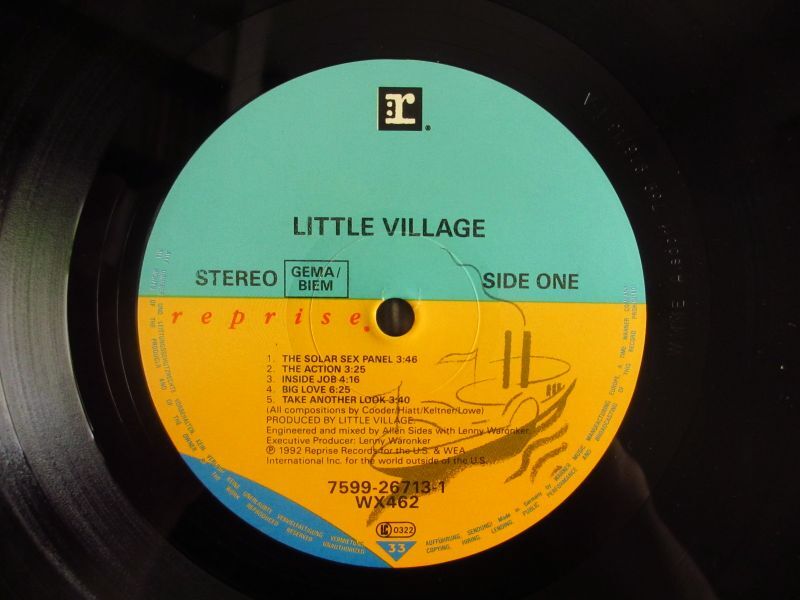 :r
LITTLE VILLAGE
STEREO
GEMA/
BIEM
SIDE ONE
reprise
1. THE SOLAR SEX PANEL 3:46
2. THE ACTION 3:25
3. INSIDE JOB 4:16
4. BIG LOVE 6:25
5. TAKE ANOTHER LOOK 3:40
(All compositions by Cooder/Hiatt/Keltner/Lowe)
PRODUCED BY LITTLE VILLAGE.
Engineered and mixed by Allen Sides with Lenny Waronker.
Executive Producer: Lenny Waronker
℗ 1992 Reprise Records for the U.S. & WEA
International Inc. for the world outside of the U.S.
7599-26713-1
WX462
LC 0322
33